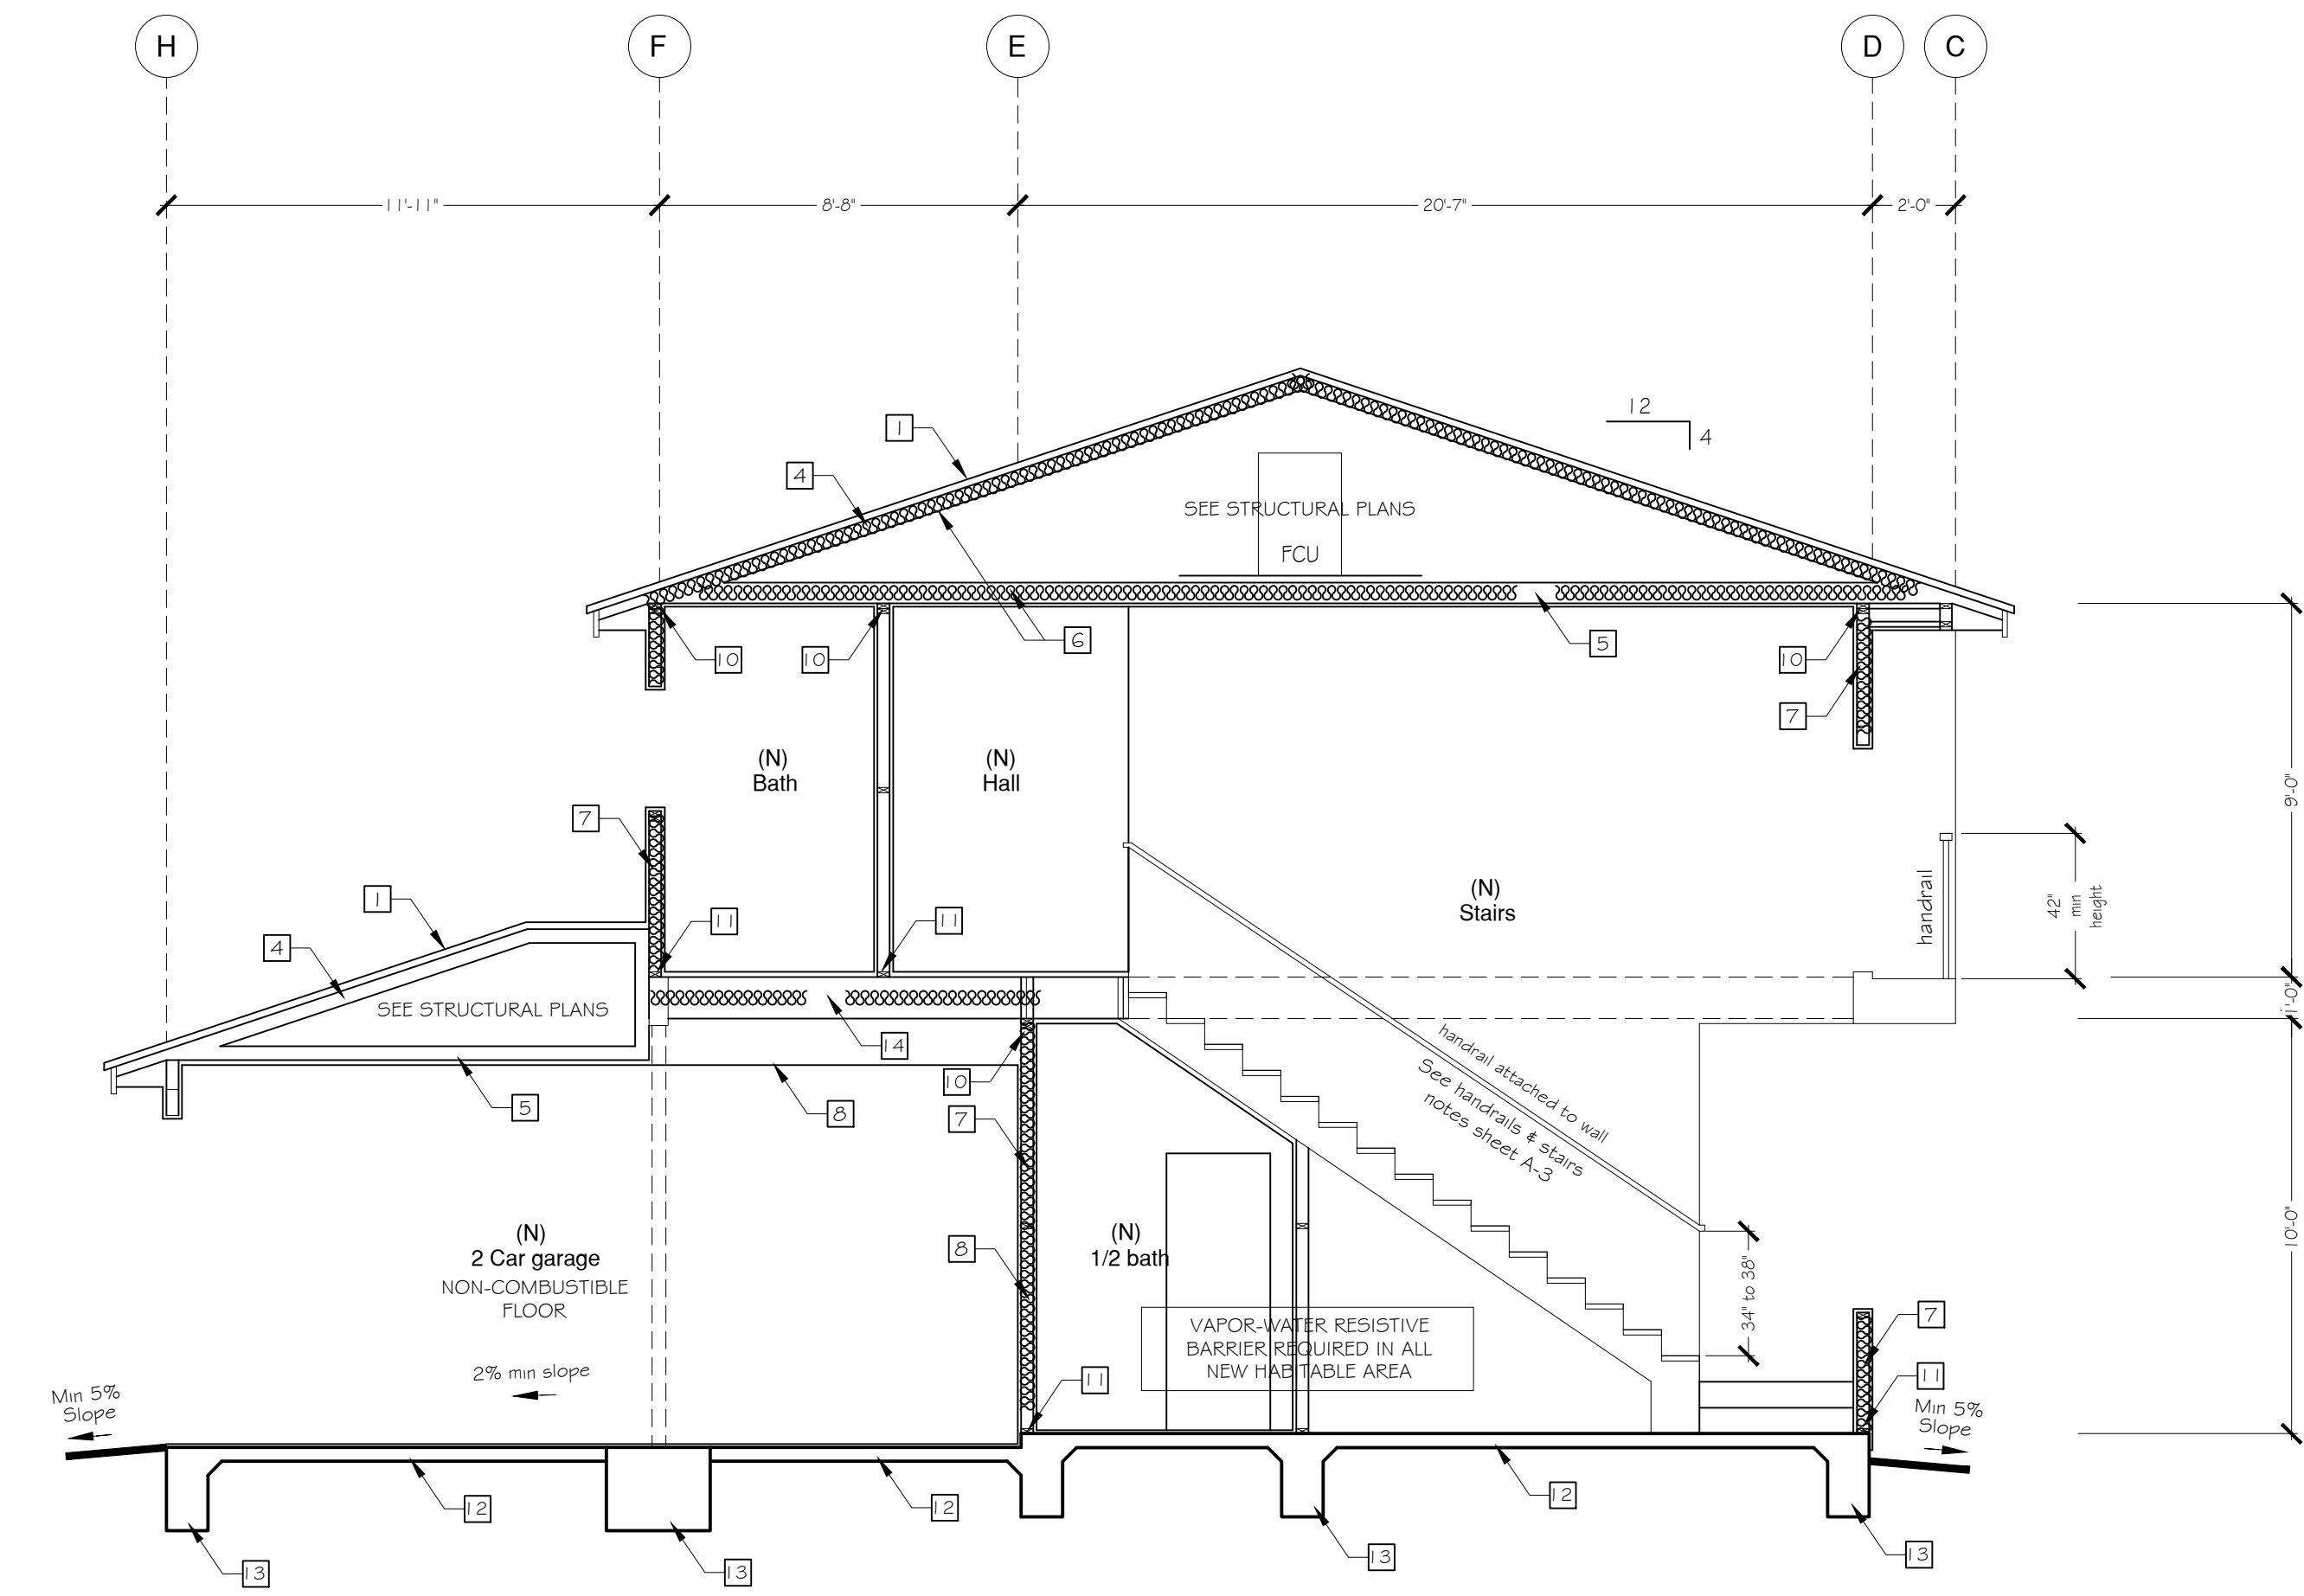 H
F
E
D
C
11'-11"
8'-8"
20'-7"
2'-0"
1
12
4
4
SEE STRUCTURAL PLANS
FCU
10
10
6
5
10
7
(N)
Bath
(N)
Hall
9'-0"
7
1
(N)
Stairs
handrail
42"
min
height
11
11
4
SEE STRUCTURAL PLANS
1'-0"
14
handrail attached to wall
See handrails & stairs
notes sheet A-3
10
5
8
7
(N)
2 Car garage
NON-COMBUSTIBLE
FLOOR
8
(N)
1/2 bath
34" to 38"
10'-0"
VAPOR-WATER RESISTIVE
BARRIER REQUIRED IN ALL
NEW HABITABLE AREA
7
2% min slope
11
11
Min 5%
Slope
Min 5%
Slope
12
12
12
13
13
13
13